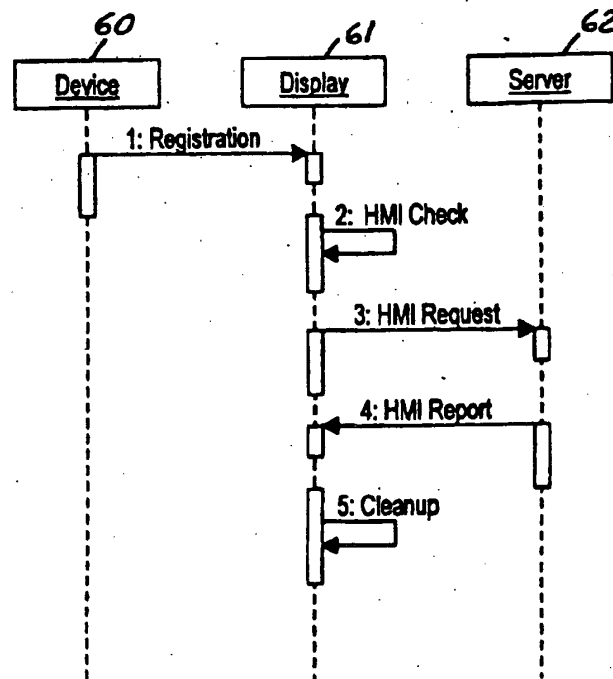 60
61
62
Device
Display
Server
1: Registration
2: HMI Check
3: HMI Request
4: HMI Report
5: Cleanup